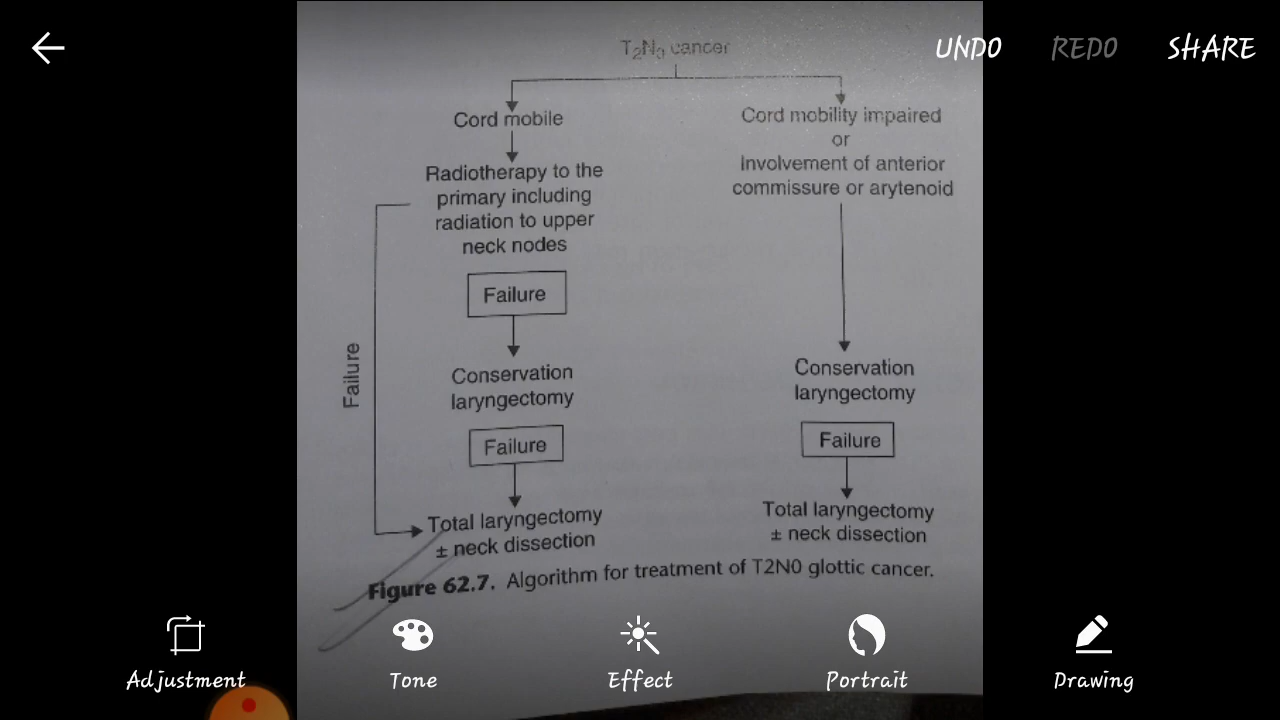 UNDO
REDO
SHARE
T2N0 cancer
Cord mobile
Radiotherapy to the
primary including
radiation to upper
neck nodes
Failure
Conservation
laryngectomy
Failure
Total laryngectomy
± neck dissection
Failure
Cord mobility impaired
or
Involvement of anterior
commissure or arytenoid
Conservation
laryngectomy
Failure
Total laryngectomy
± neck dissection
Figure 62.7. Algorithm for treatment of T2N0 glottic cancer.
Adjustment
Tone
Effect
Portrait
Drawing